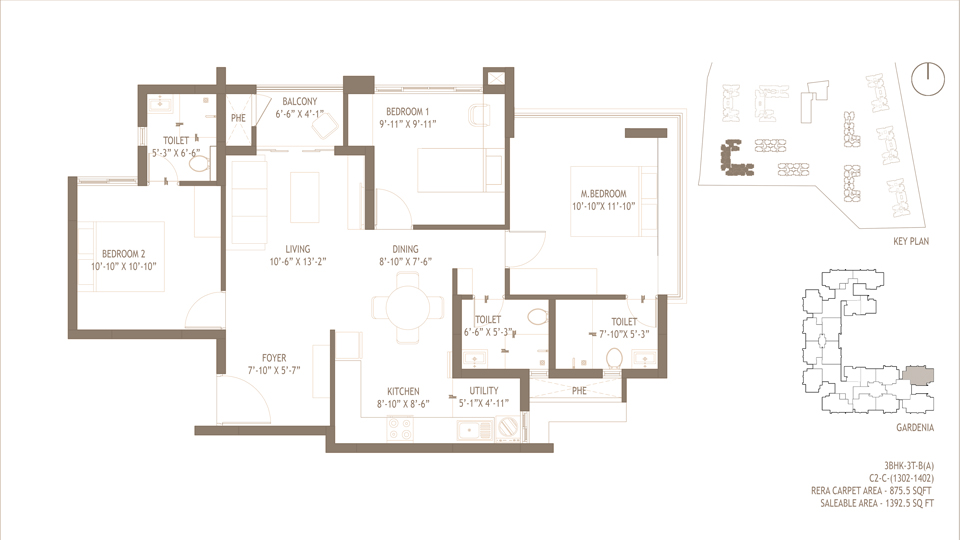 BALCONY
6'-6" X 4'-1"
PHE
BEDROOM 1
9'-11" X 9'-11"
TOILET
5'-3" X 6'-6"
M.BEDROOM
10'-10"X 11'-10"
BEDROOM 2
10'-10" X 10'-10"
LIVING
10'-6" X 13'-2"
DINING
8'-10" X 7'-6"
TOILET
6'-6" X 5'-3"
TOILET
7'-10"X 5'-3"
FOYER
7'-10" X 5'-7"
KITCHEN
8'-10" X 8'-6"
UTILITY
5'-1"X 4'-11"
PHE
KEY PLAN
GARDENIA
3BHK-3T-B(A)
C2-C-(1302-1402)
RERA CARPET AREA - 875.5 SQFT
SALEABLE AREA - 1392.5 SQ FT